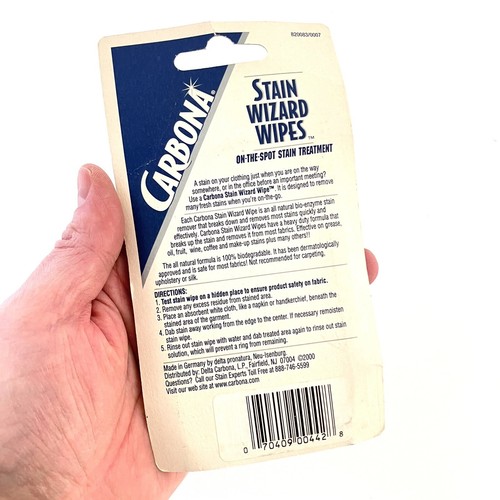 820083/0007
CARBONA
STAIN
WIZARD
WIPES™
ON-THE-SPOT STAIN TREATMENT
A stain on your clothing just when you are on the way
somewhere, or in the office before an important meeting?
Use a Carbona Stain Wizard Wipe™. It is designed to remove
many fresh stains when you're on-the-go.
Each Carbona Stain Wizard Wipe is an all natural bio-enzyme stain
remover that breaks down and removes most stains quickly and
effectively. Carbona Stain Wizard Wipes have a heavy duty formula that
breaks up the stain and removes it from most fabrics. Effective on grease,
oil, fruit, wine, coffee and make-up stains plus many others!!
The all natural formula is 100% biodegradable. It has been dermatologically
approved and is safe for most fabrics! Not recommended for carpeting,
upholstery or silk.
DIRECTIONS:
1. Test stain wipe on a hidden place to ensure product safety on fabric.
2. Remove any excess residue from stained area.
3. Place an absorbent white cloth, like a napkin or handkerchief, beneath the
stained area of the garment.
4. Dab stain away working from the edge to the center. If necessary remoisten
stain wipe.
5. Rinse out stain wipe with water and dab treated area again to rinse out stain
solution, which will prevent a ring from remaining.
Made in Germany by delta pronatura, Neu-Isenburg.
Distributed by: Delta Carbona, L.P., Fairfield, NJ 07004 ©2000
Questions? Call our Stain Experts Toll Free at 888-746-5599
Visit our web site at www.carbona.com
0 70409 00442 8